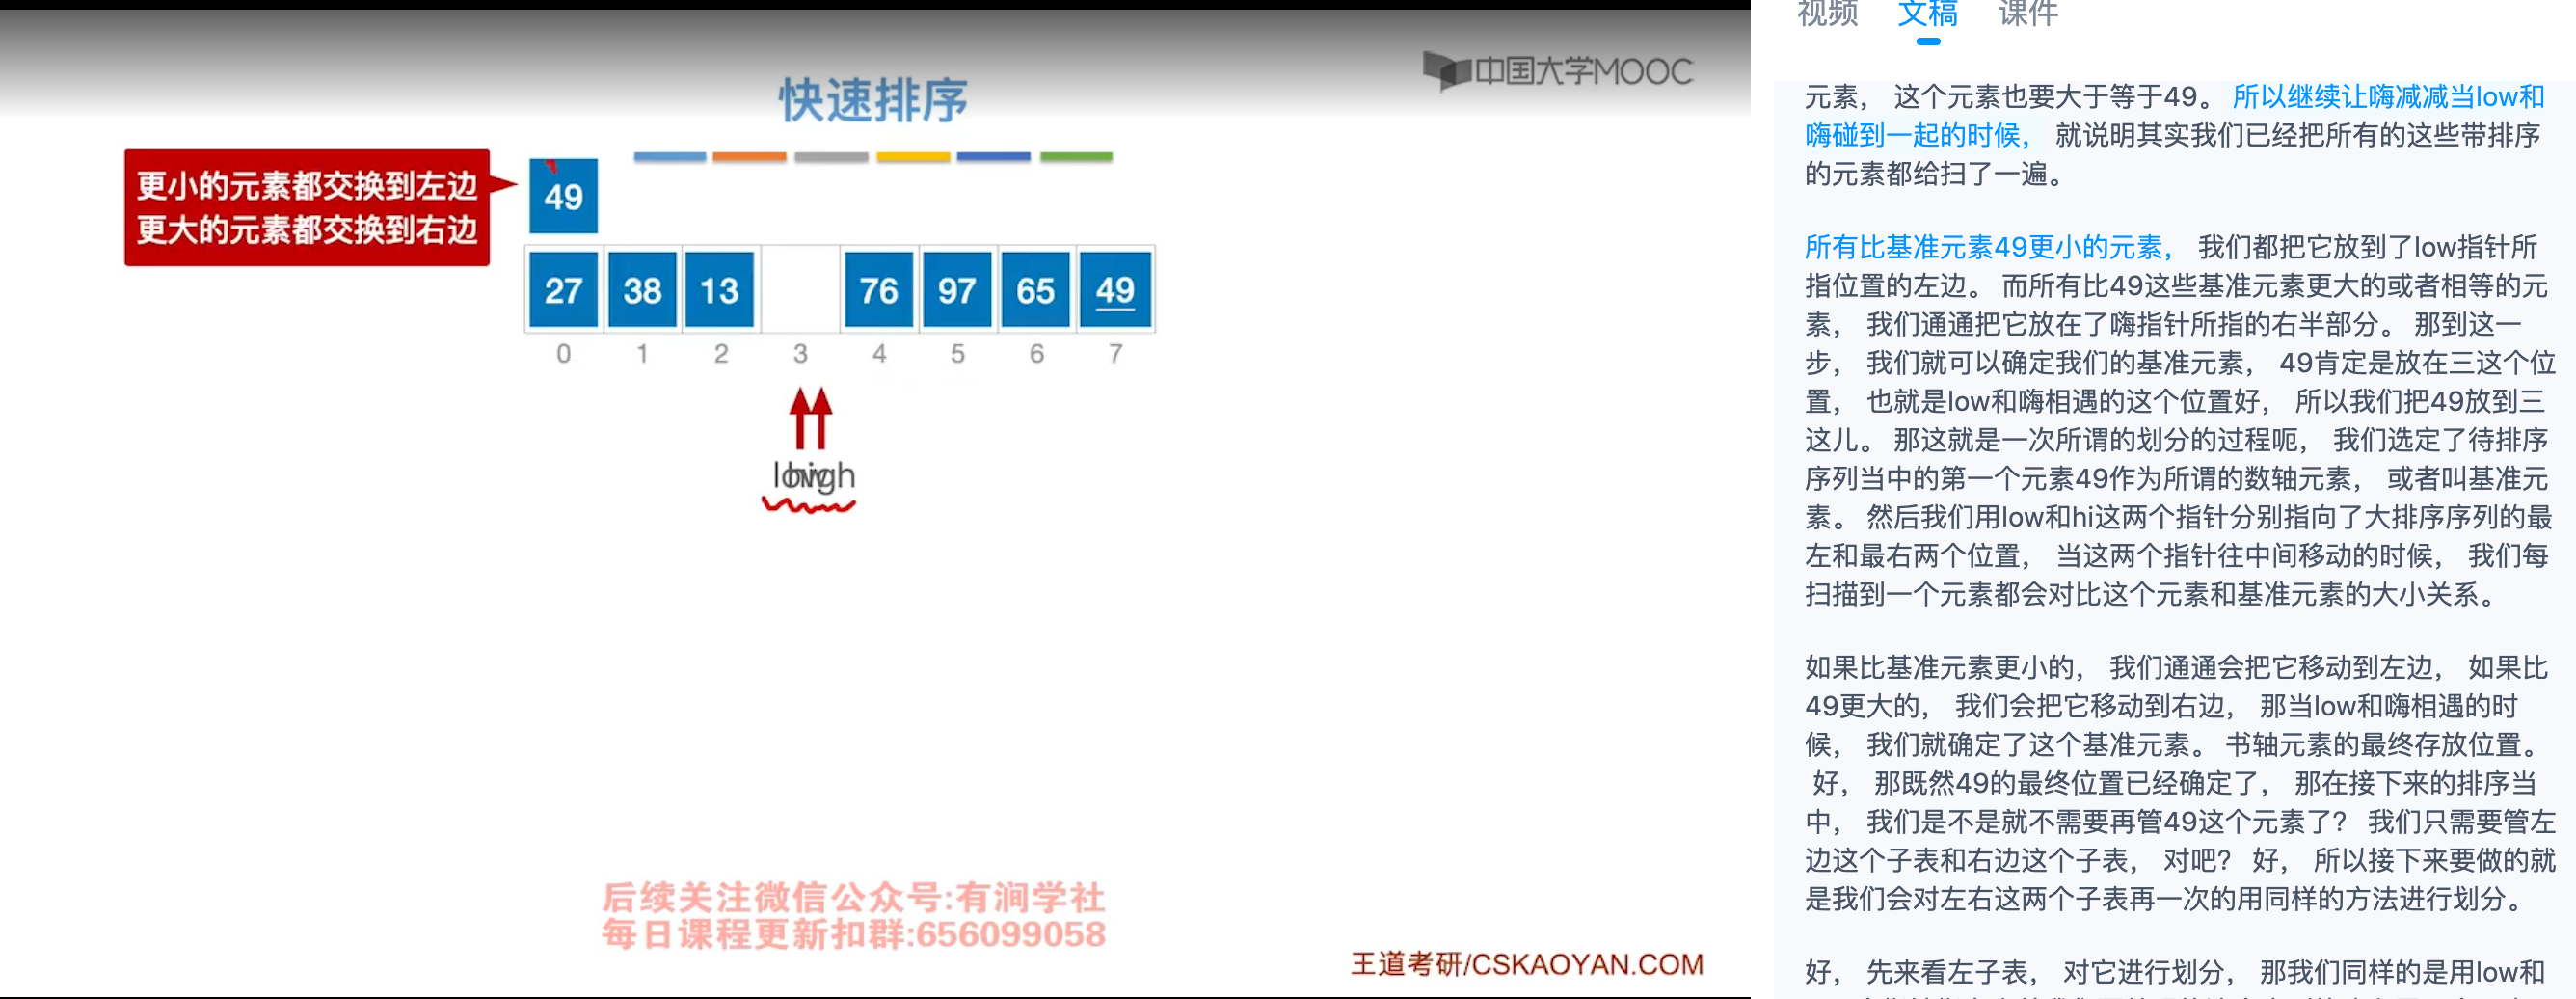 中国大学MOOC
快速排序
更小的元素都交换到左边
更大的元素都交换到右边
49
27 38 13 76 97 65 49
0 1 2 3 4 5 6 7
low high
后续关注微信公众号:有涧学社
每日课程更新扣群:656099058
王道考研/CSKAOYAN.COM
视频 文稿 课件
元素， 这个元素也要大于等于49。 所以继续让嗨减减当low和
嗨碰到一起的时候， 就说明其实我们已经把所有的这些带排序
的元素都给扫了一遍。
所有比基准元素49更小的元素， 我们都把它放到了low指针所
指位置的左边。 而所有比49这些基准元素更大的或者相等的元
素， 我们通通把它放在了嗨指针所指的右半部分。 那到这一
步， 我们就可以确定我们的基准元素， 49肯定是放在三这个位
置， 也就是low和嗨相遇的这个位置好， 所以我们把49放到三
这儿。 那这就是一次所谓的划分的过程呃， 我们选定了待排序
序列当中的第一个元素49作为所谓的数轴元素， 或者叫基准元
素。 然后我们用low和hi这两个指针分别指向了大排序序列的最
左和最右两个位置， 当这两个指针往中间移动的时候， 我们每
扫描到一个元素都会对比这个元素和基准元素的大小关系。
如果比基准元素更小的， 我们通通会把它移动到左边， 如果比
49更大的， 我们会把它移动到右边， 那当low和嗨相遇的时
候， 我们就确定了这个基准元素。 书轴元素的最终存放位置。
好， 那既然49的最终位置已经确定了， 那在接下来的排序当
中， 我们是不是就不需要再管49这个元素了？ 我们只需要管左
边这个子表和右边这个子表， 对吧？ 好， 所以接下来要做的就
是我们会对左右这两个子表再一次的用同样的方法进行划分。
好， 先来看左子表， 对它进行划分， 那我们同样的是用low和